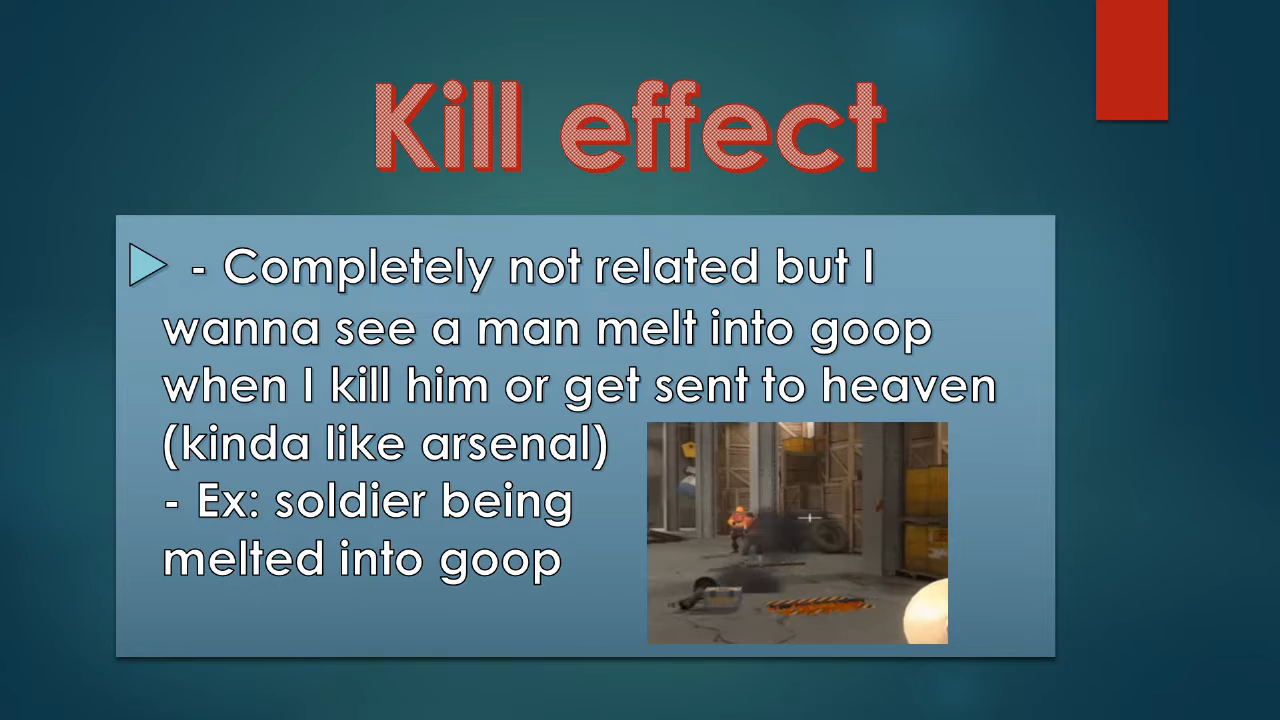 Kill effect
- Completely not related but I
wanna see a man melt into goop
when I kill him or get sent to heaven
(kinda like arsenal)
- Ex: soldier being
melted into goop